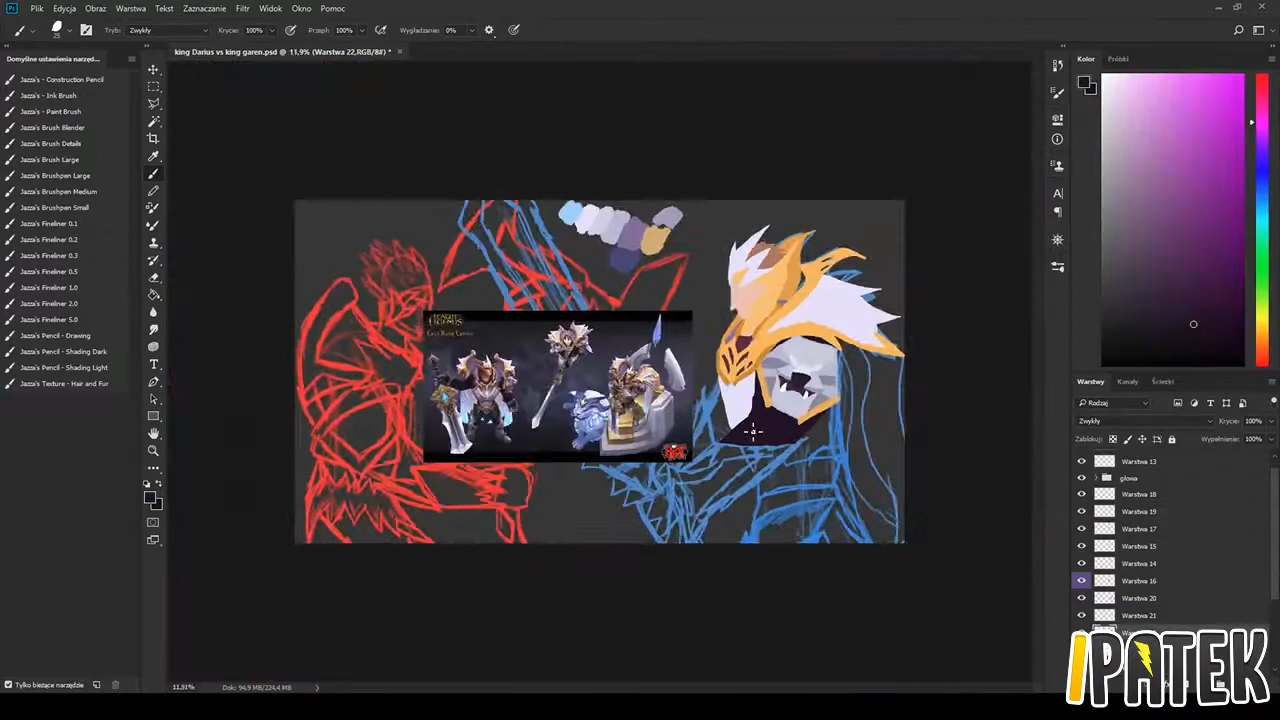 Ps Plik Edycja Obraz Warstwa Tekst Zaznaczanie Filtr Widok Okno Pomoc
25 Tryb: Zwykły Krycie: 100% Przepł.: 100% Wygładzanie: 0%
king Darius vs king garen.psd @ 11,9% (Warstwa 22,RGB/8#) *
Domyślne ustawienia narzęd...
Jazza's - Construction Pencil
Jazza's - Ink Brush
Jazza's - Paint Brush
Jazza's Brush Blender
Jazza's Brush Details
Jazza's Brush Large
Jazza's Brushpen Large
Jazza's Brushpen Medium
Jazza's Brushpen Small
Jazza's Fineliner 0.1
Jazza's Fineliner 0.2
Jazza's Fineliner 0.3
Jazza's Fineliner 0.5
Jazza's Fineliner 1.0
Jazza's Fineliner 2.0
Jazza's Fineliner 5.0
Jazza's Pencil - Drawing
Jazza's Pencil - Shading Dark
Jazza's Pencil - Shading Light
Jazza's Texture - Hair and Fur
Tylko bieżące narzędzie
LEAGUE OF
LEGENDS
Kolor Próbki
Warstwy Kanały Ścieżki
Rodzaj
Zwykły Krycie: 100%
Zablokuj: Wypełnienie: 100%
Warstwa 13
głowa
Warstwa 18
Warstwa 19
Warstwa 17
Warstwa 15
Warstwa 14
Warstwa 16
Warstwa 20
Warstwa 21
11,91% Dok: 94,9 MB/224,4 MB
IPATEK